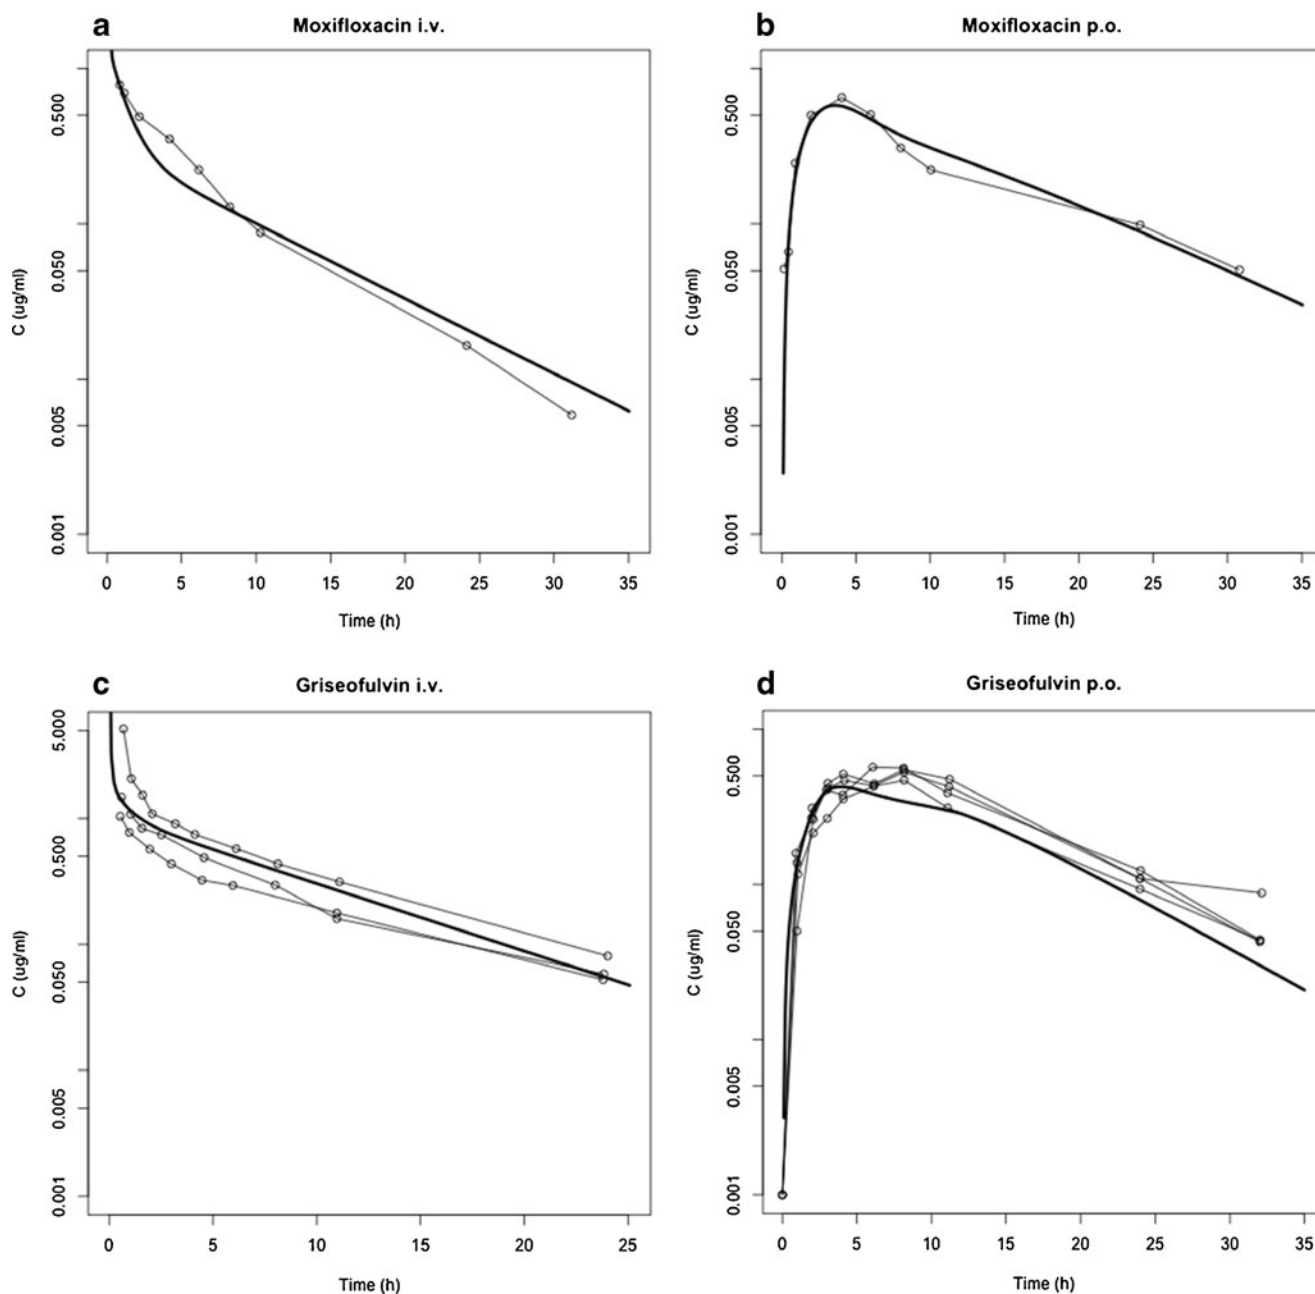 a Moxifloxacin i.v.
C (ug/ml)
0.500
0.050
0.005
0.001
0 5 10 15 20 25 30 35
Time (h)
b Moxifloxacin p.o.
C (ug/ml)
0.500
0.050
0.005
0.001
0 5 10 15 20 25 30 35
Time (h)
c Griseofulvin i.v.
C (ug/ml)
5.000
0.500
0.050
0.005
0.001
0 5 10 15 20 25
Time (h)
d Griseofulvin p.o.
C (ug/ml)
0.500
0.050
0.005
0.001
0 5 10 15 20 25 30 35
Time (h)